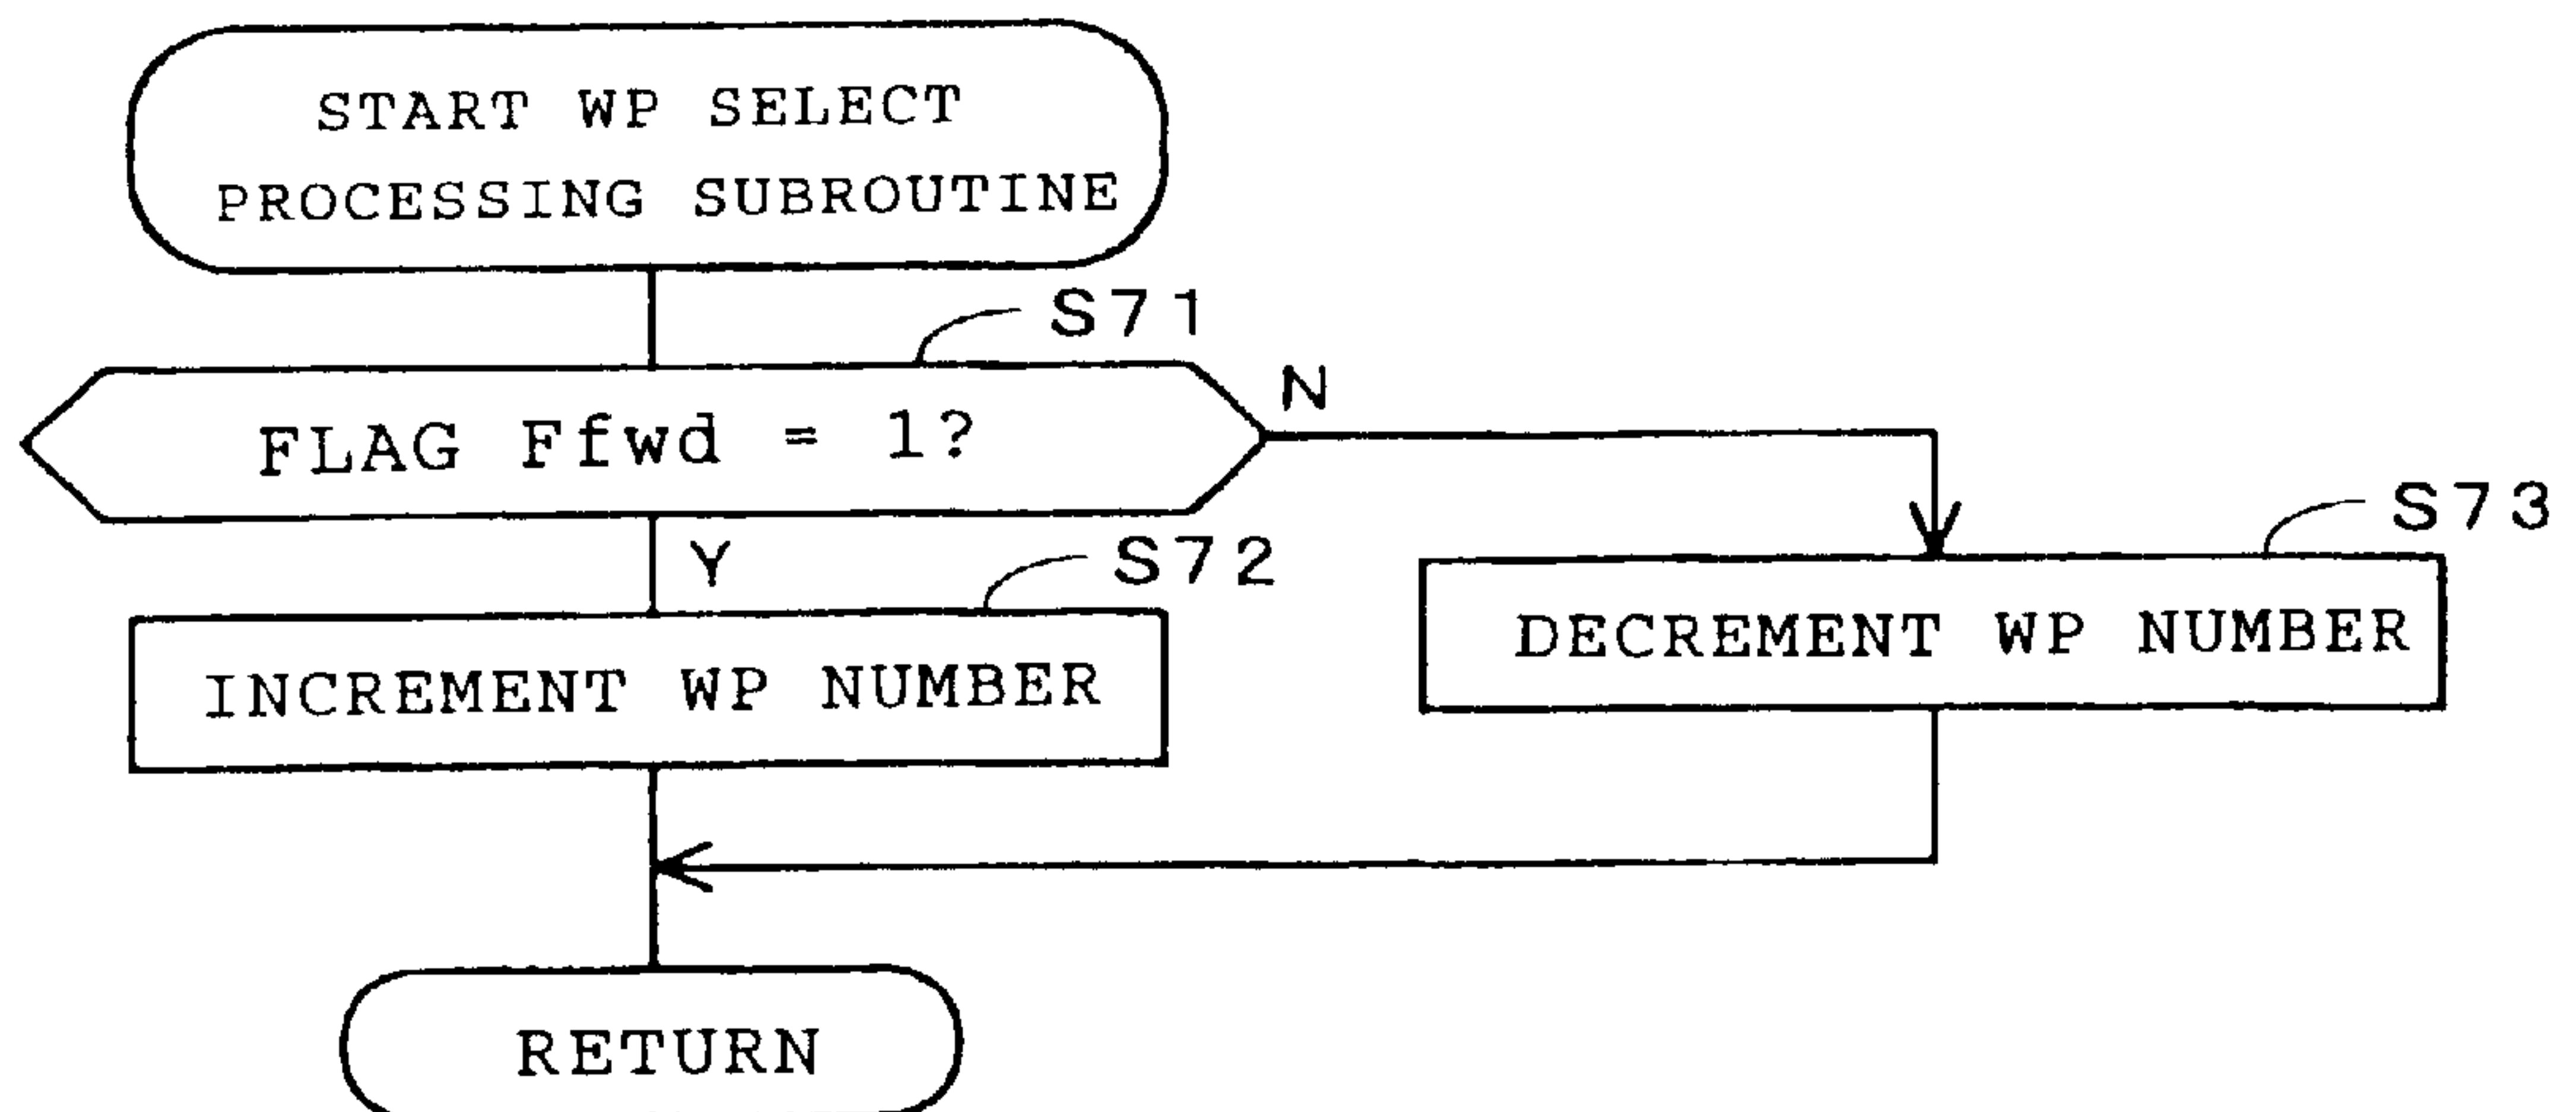 START WP SELECT
PROCESSING SUBROUTINE
S71
FLAG Ffwd = 1?
N
Y
S72
S73
INCREMENT WP NUMBER
DECREMENT WP NUMBER
RETURN